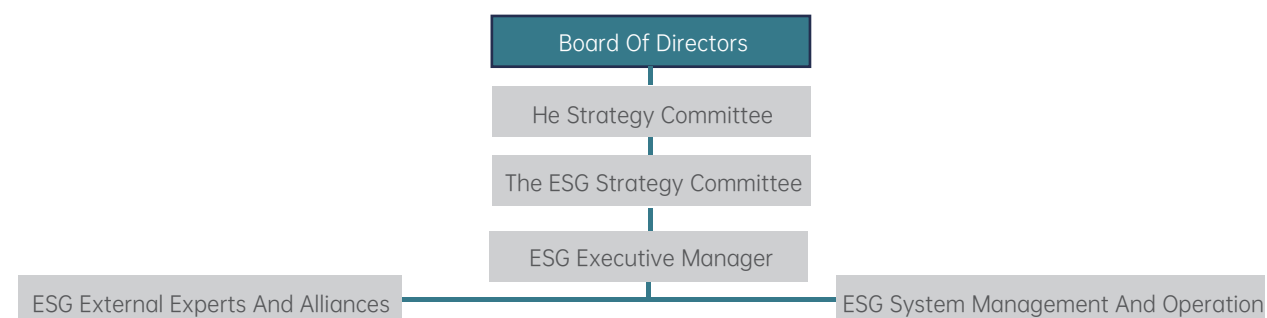 Board Of Directors
He Strategy Committee
The ESG Strategy Committee
ESG Executive Manager
ESG External Experts And Alliances
ESG System Management And Operation